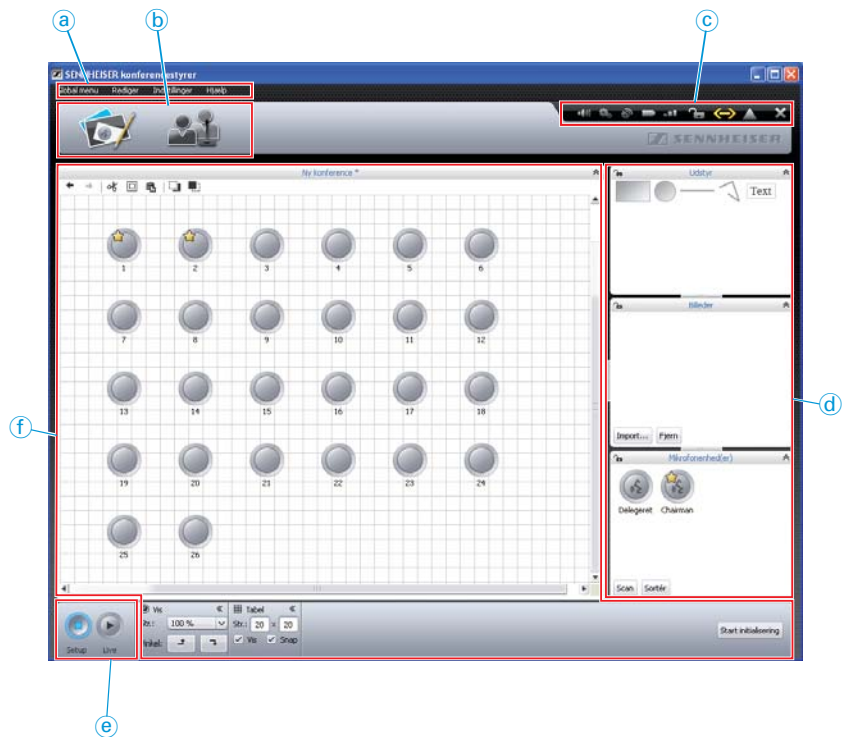 a
b
c
SENNHEISER konferencestyrer
Global menu Rediger Indstillinger Hjælp
SENNHEISER
Ny konference *
Udstyr
Text
1 2 3 4 5 6
Billeder
7 8 9 10 11 12
13 14 15 16 17 18
d
f
Import... Fjern
Mikrofonenhed(er)
19 20 21 22 23 24
Delegeret Chairman
25 26
Scan Sortér
Vis Tabel
Str.: 100 % Str.: 20 x 20
Vinkel: Vis Snap
Start initialisering
Setup Live
e